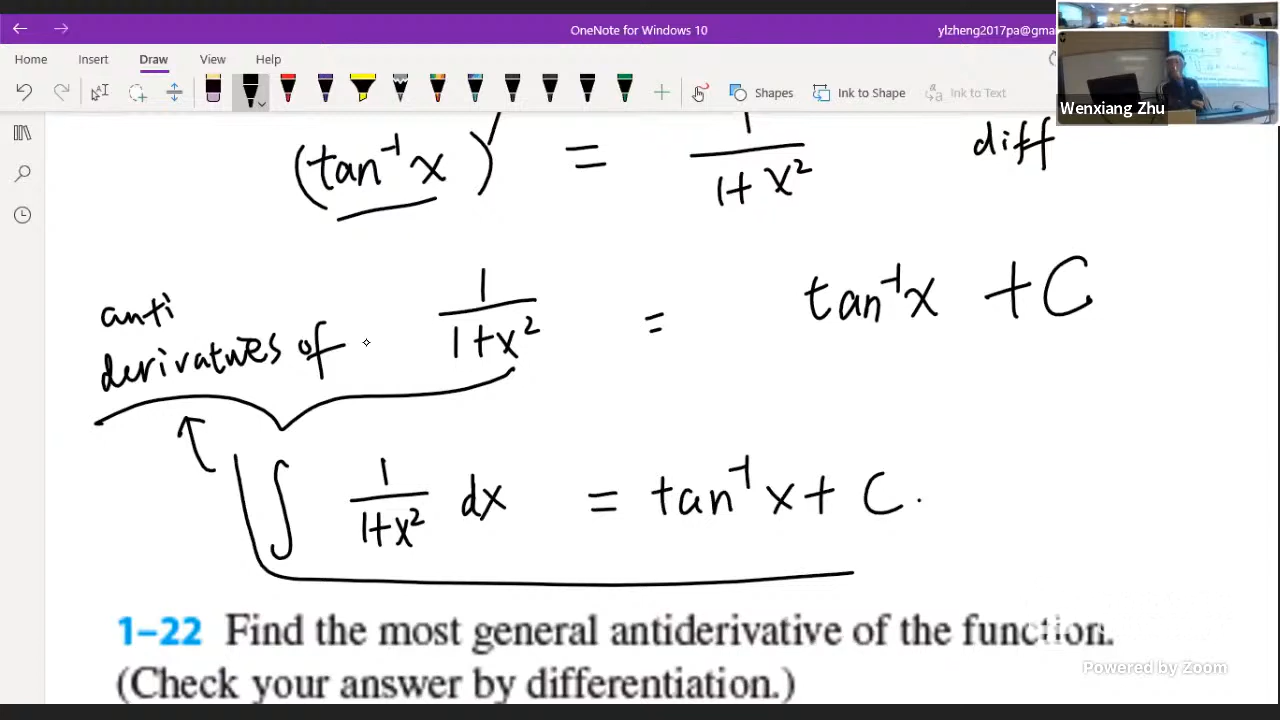 OneNote for Windows 10
ylzheng2017pa@gma
Home Insert Draw View Help
Shapes Ink to Shape Ink to Text
Wenxiang Zhu
(tan⁻¹ x)′ = 1/(1+x²) diff
anti
derivatives of 1/(1+x²) = tan⁻¹x + C
∫ 1/(1+x²) dx = tan⁻¹ x + C.
1–22 Find the most general antiderivative of the function.
(Check your answer by differentiation.)
Powered by Zoom